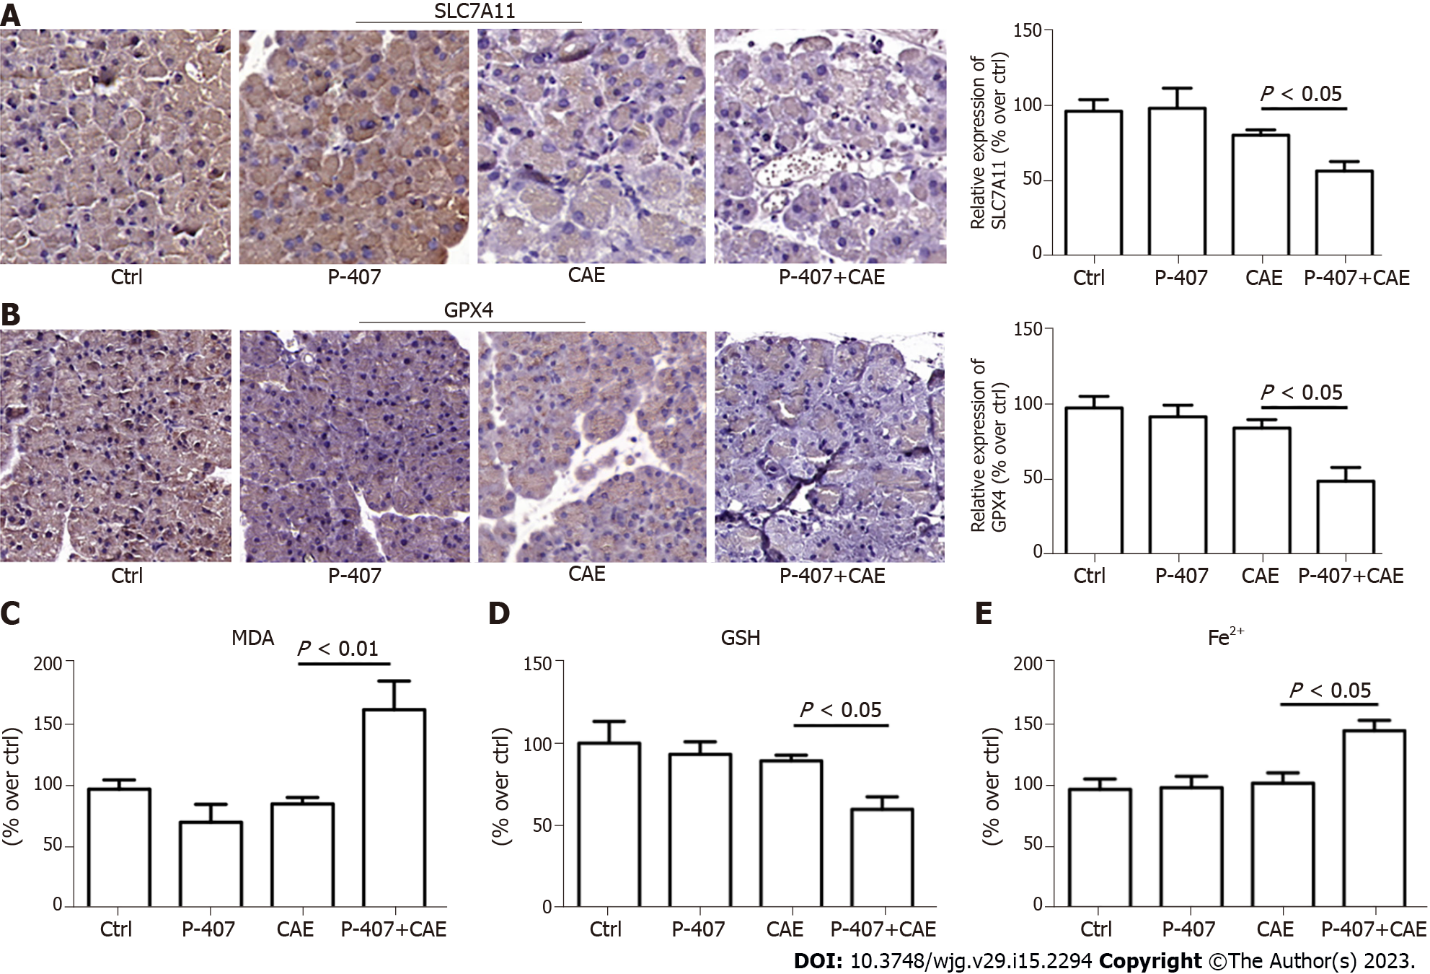 A
SLC7A11
Ctrl
P-407
CAE
P-407+CAE
Relative expression of
SLC7A11 (% over ctrl)
150
100
50
0
P < 0.05
Ctrl
P-407
CAE
P-407+CAE
B
GPX4
Ctrl
P-407
CAE
P-407+CAE
Relative expression of
GPX4 (% over ctrl)
150
100
50
0
P < 0.05
Ctrl
P-407
CAE
P-407+CAE
C
MDA
(% over ctrl)
200
150
100
50
0
P < 0.01
Ctrl
P-407
CAE
P-407+CAE
D
GSH
(% over ctrl)
150
100
50
0
P < 0.05
Ctrl
P-407
CAE
P-407+CAE
E
Fe²⁺
(% over ctrl)
200
150
100
50
0
P < 0.05
Ctrl
P-407
CAE
P-407+CAE
DOI: 10.3748/wjg.v29.i15.2294 Copyright ©The Author(s) 2023.